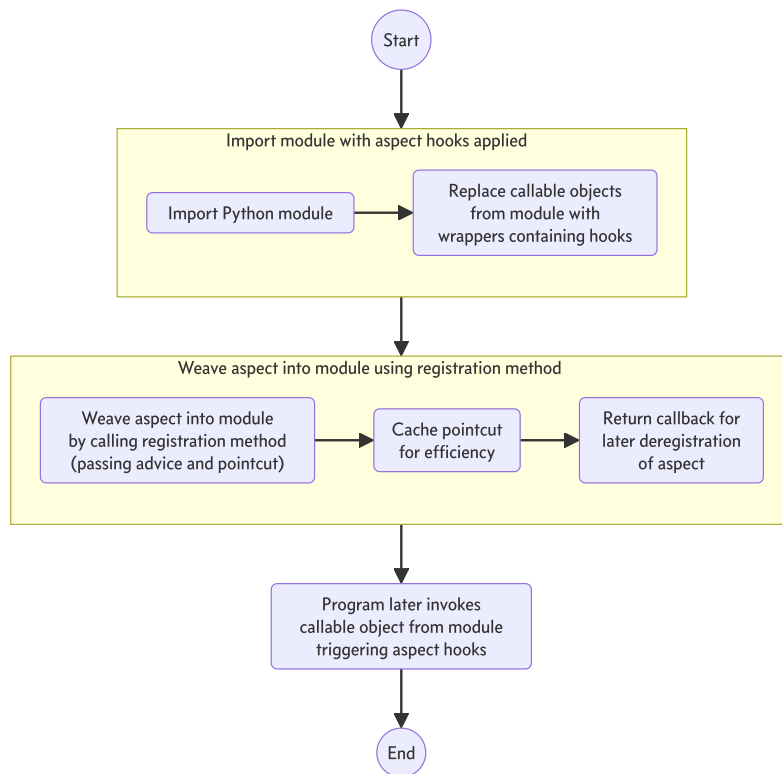 Start
Import module with aspect hooks applied
Import Python module
Replace callable objects
from module with
wrappers containing hooks
Weave aspect into module using registration method
Weave aspect into module
by calling registration method
(passing advice and pointcut)
Cache pointcut
for efficiency
Return callback for
later deregistration
of aspect
Program later invokes
callable object from module
triggering aspect hooks
End